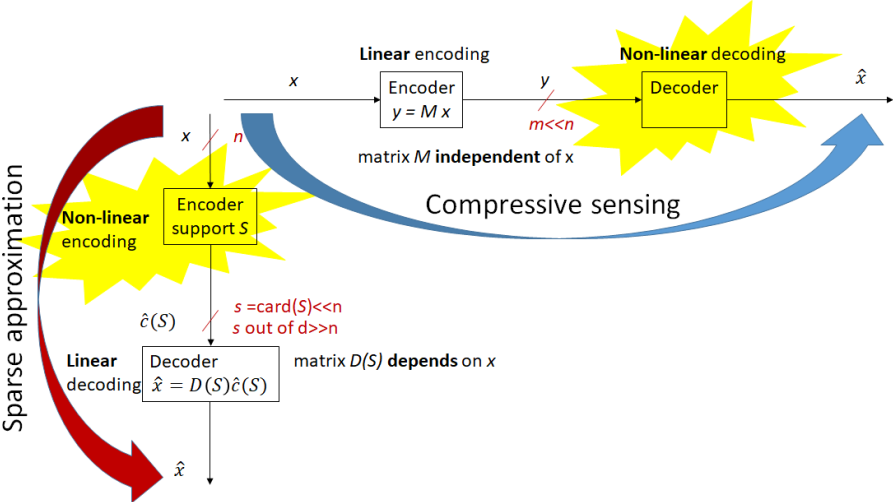 Linear encoding
Non-linear decoding
x
Encoder
y = M x
y
m<<n
Decoder
x̂
matrix M independent of x
Compressive sensing
Sparse approximation
x
n
Non-linear
encoding
Encoder
support S
ĉ(S)
s =card(S)<<n
s out of d>>n
Linear
decoding
Decoder
x̂ = D(S)ĉ(S)
matrix D(S) depends on x
x̂